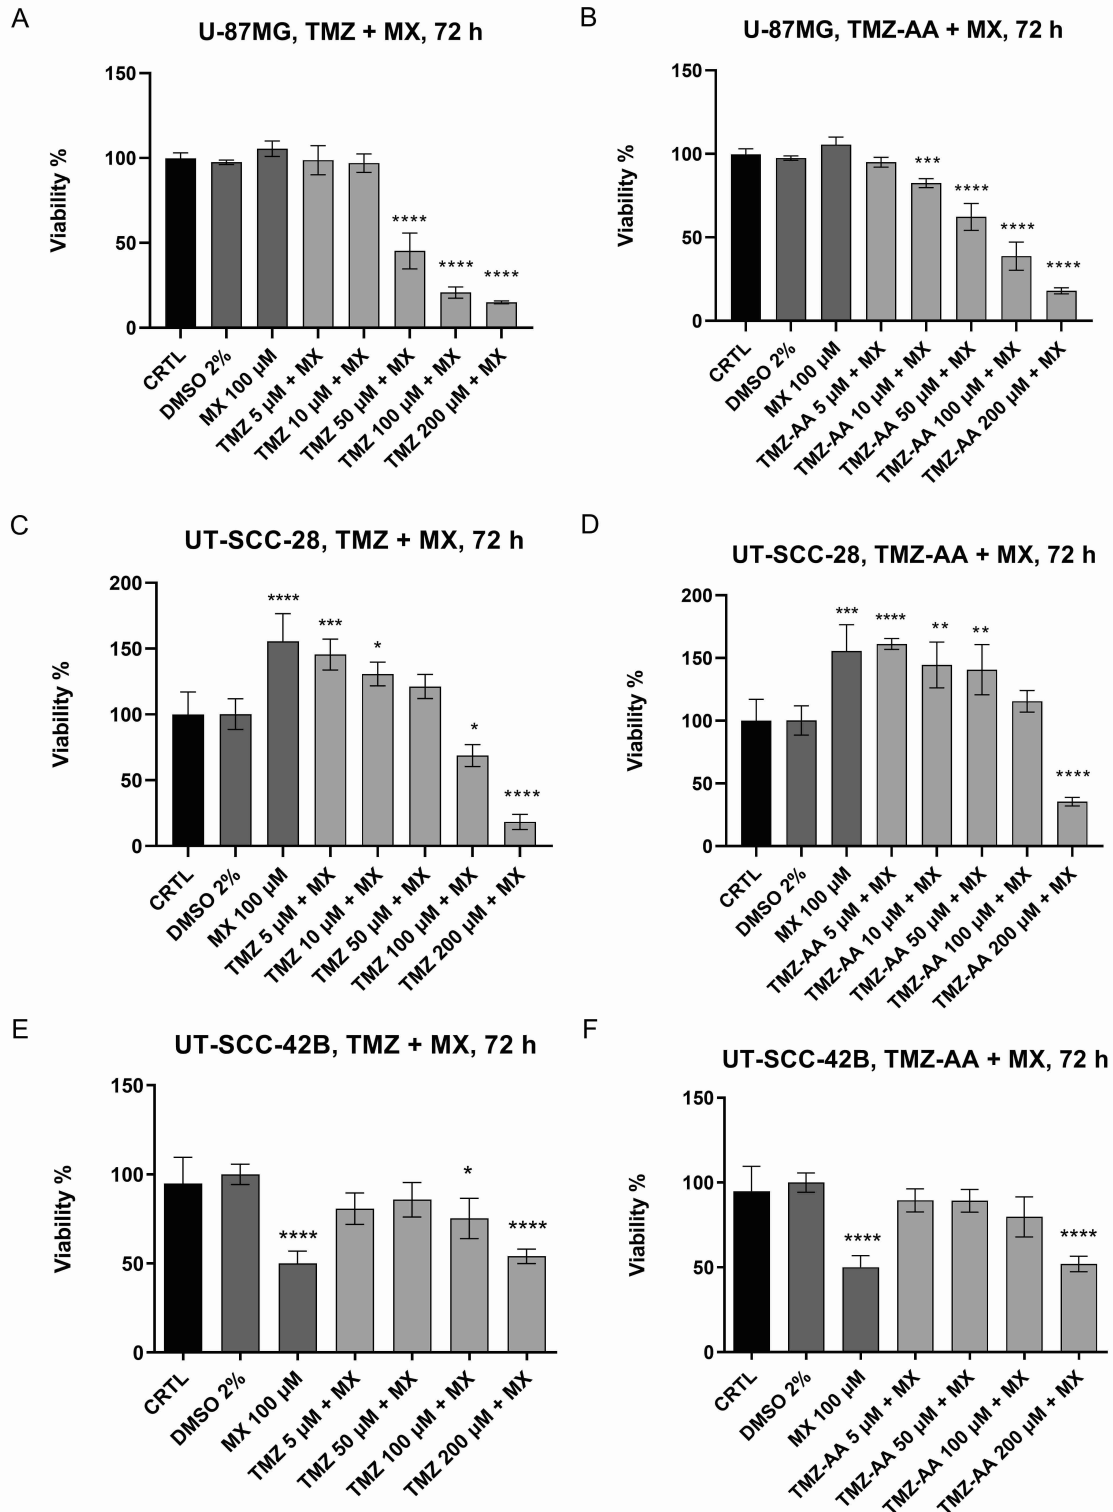 A
U-87MG, TMZ + MX, 72 h
Viability %
150
100
50
0
****
****
****
CRTL
DMSO 2%
MX 100 µM
TMZ 5 µM + MX
TMZ 10 µM + MX
TMZ 50 µM + MX
TMZ 100 µM + MX
TMZ 200 µM + MX
B
U-87MG, TMZ-AA + MX, 72 h
Viability %
150
100
50
0
***
****
****
****
CRTL
DMSO 2%
MX 100 µM
TMZ-AA 5 µM + MX
TMZ-AA 10 µM + MX
TMZ-AA 50 µM + MX
TMZ-AA 100 µM + MX
TMZ-AA 200 µM + MX
C
UT-SCC-28, TMZ + MX, 72 h
Viability %
200
150
100
50
0
****
***
*
*
****
CRTL
DMSO 2%
MX 100 µM
TMZ 5 µM + MX
TMZ 10 µM + MX
TMZ 50 µM + MX
TMZ 100 µM + MX
TMZ 200 µM + MX
D
UT-SCC-28, TMZ-AA + MX, 72 h
Viability %
200
150
100
50
0
***
****
**
**
****
CRTL
DMSO 2%
MX 100 µM
TMZ-AA 5 µM + MX
TMZ-AA 10 µM + MX
TMZ-AA 50 µM + MX
TMZ-AA 100 µM + MX
TMZ-AA 200 µM + MX
E
UT-SCC-42B, TMZ + MX, 72 h
Viability %
150
100
50
0
****
*
****
CRTL
DMSO 2%
MX 100 µM
TMZ 5 µM + MX
TMZ 50 µM + MX
TMZ 100 µM + MX
TMZ 200 µM + MX
F
UT-SCC-42B, TMZ-AA + MX, 72 h
Viability %
150
100
50
0
****
****
CRTL
DMSO 2%
MX 100 µM
TMZ-AA 5 µM + MX
TMZ-AA 50 µM + MX
TMZ-AA 100 µM + MX
TMZ-AA 200 µM + MX